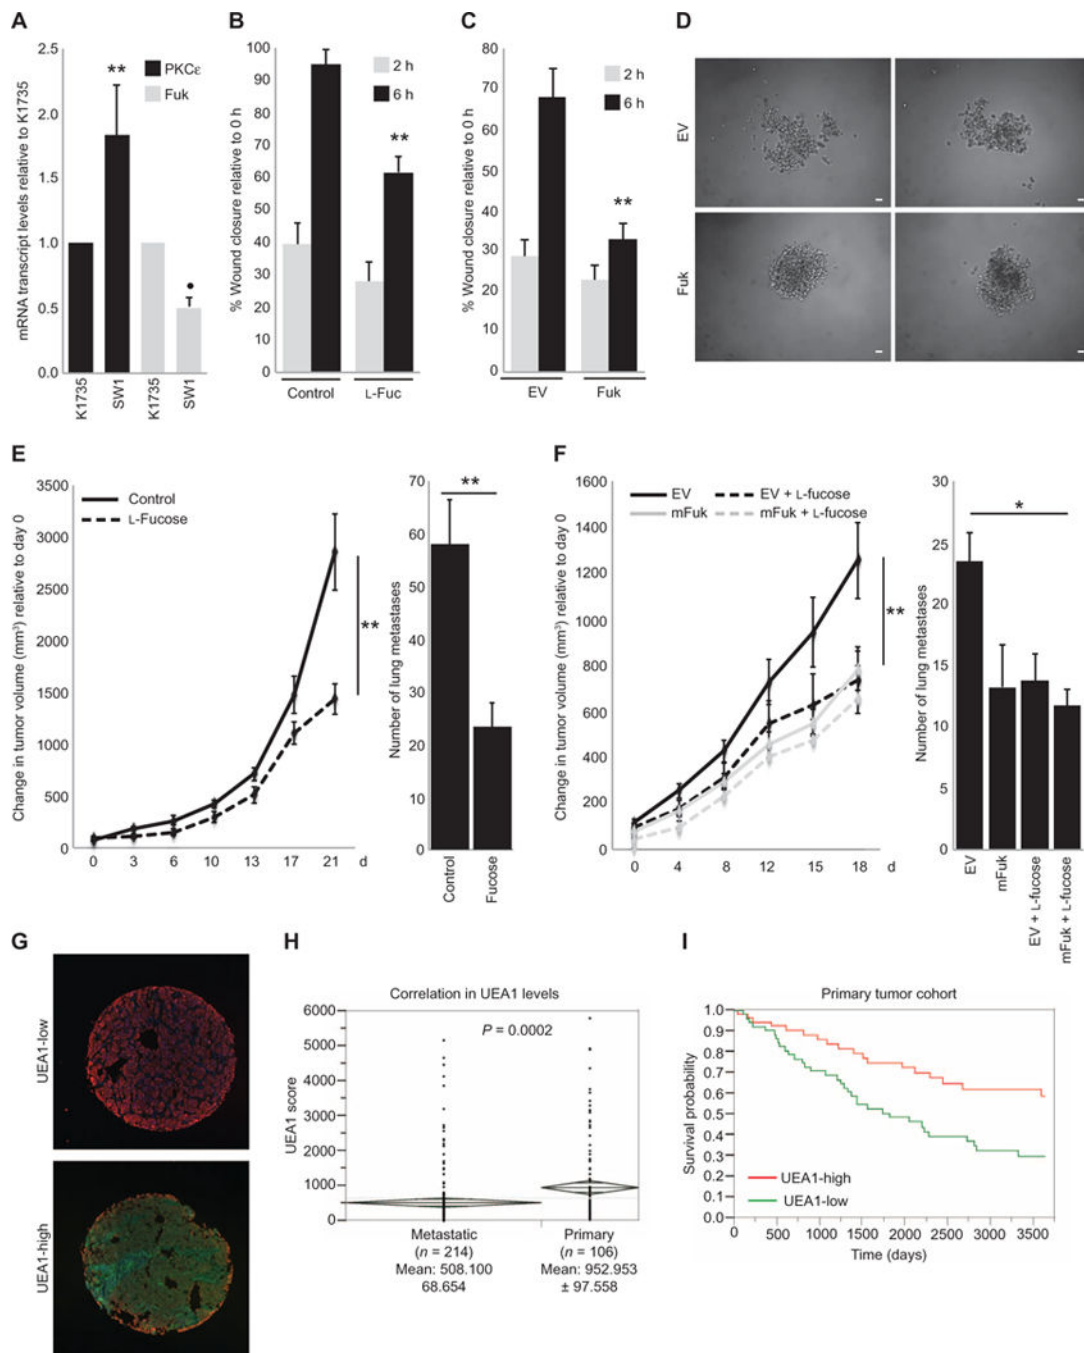 A
mRNA transcript levels relative to K1735
2.5
2.0
1.5
1.0
0.5
0.0
PKCε
Fuk
**
•
K1735
SW1
K1735
SW1
B
% Wound closure relative to 0 h
100
90
80
70
60
50
40
30
20
10
0
2 h
6 h
**
Control
L-Fuc
C
% Wound closure relative to 0 h
80
70
60
50
40
30
20
10
0
2 h
6 h
**
EV
Fuk
D
EV
Fuk
E
Change in tumor volume (mm³) relative to day 0
3500
3000
2500
2000
1500
1000
500
0
Control
L-Fucose
**
0 3 6 10 13 17 21 d
Number of lung metastases
70
60
50
40
30
20
10
0
**
Control
Fucose
F
Change in tumor volume (mm³) relative to day 0
1600
1400
1200
1000
800
600
400
200
0
EV
EV + L-fucose
mFuk
mFuk + L-fucose
**
0 4 8 12 15 18 d
Number of lung metastases
30
25
20
15
10
5
0
*
EV
mFuk
EV + L-fucose
mFuk + L-fucose
G
UEA1-low
UEA1-high
H
Correlation in UEA1 levels
P = 0.0002
UEA1 score
6000
5000
4000
3000
2000
1000
0
Metastatic
(n = 214)
Mean: 508.100
68.654
Primary
(n = 106)
Mean: 952.953
± 97.558
I
Primary tumor cohort
Survival probability
1.0
0.9
0.8
0.7
0.6
0.5
0.4
0.3
0.2
0.1
0.0
UEA1-high
UEA1-low
0 500 1000 1500 2000 2500 3000 3500
Time (days)